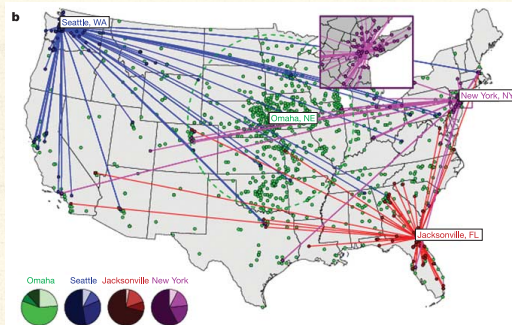 b
Seattle, WA
New York, NY
Omaha, NE
Jacksonville, FL
Omaha Seattle Jacksonville New York